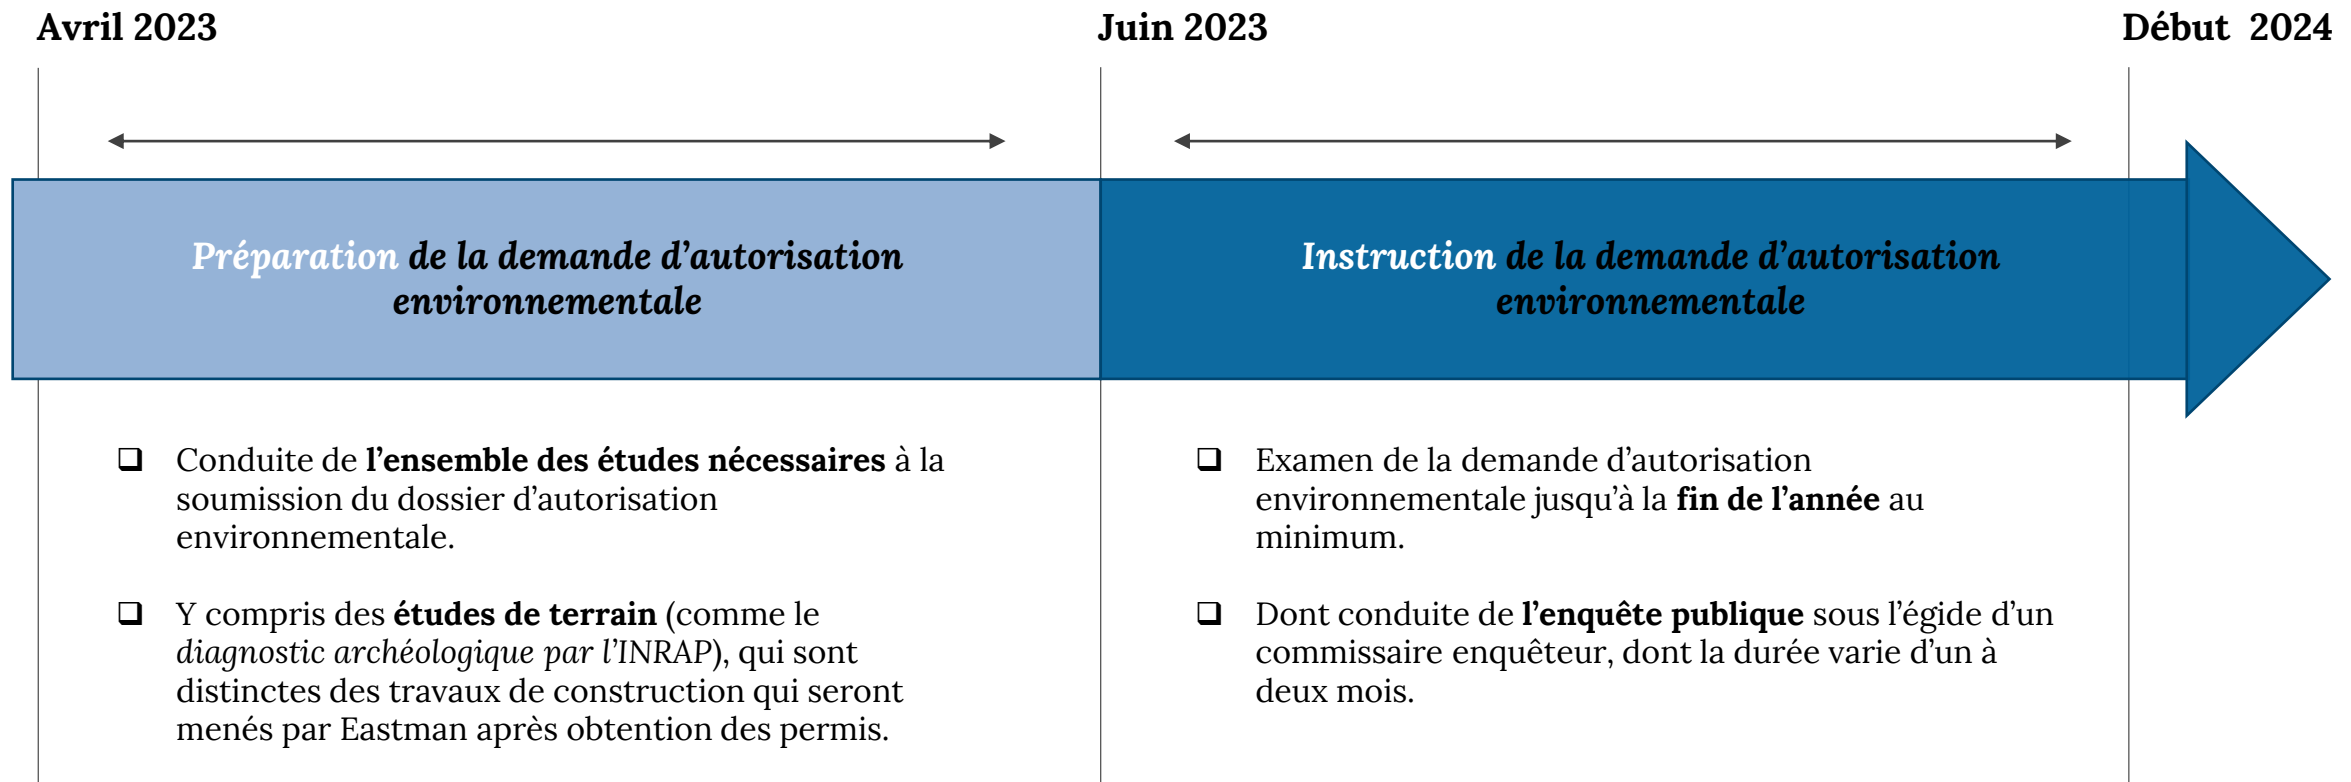 Avril 2023
Juin 2023
Début 2024
Préparation de la demande d’autorisation
environnementale
Instruction de la demande d’autorisation
environnementale
❑ Conduite de l’ensemble des études nécessaires à la
soumission du dossier d’autorisation
environnementale.
❑ Y compris des études de terrain (comme le
diagnostic archéologique par l’INRAP), qui sont
distinctes des travaux de construction qui seront
menés par Eastman après obtention des permis.
❑ Examen de la demande d’autorisation
environnementale jusqu’à la fin de l’année au
minimum.
❑ Dont conduite de l’enquête publique sous l’égide d’un
commissaire enquêteur, dont la durée varie d’un à
deux mois.